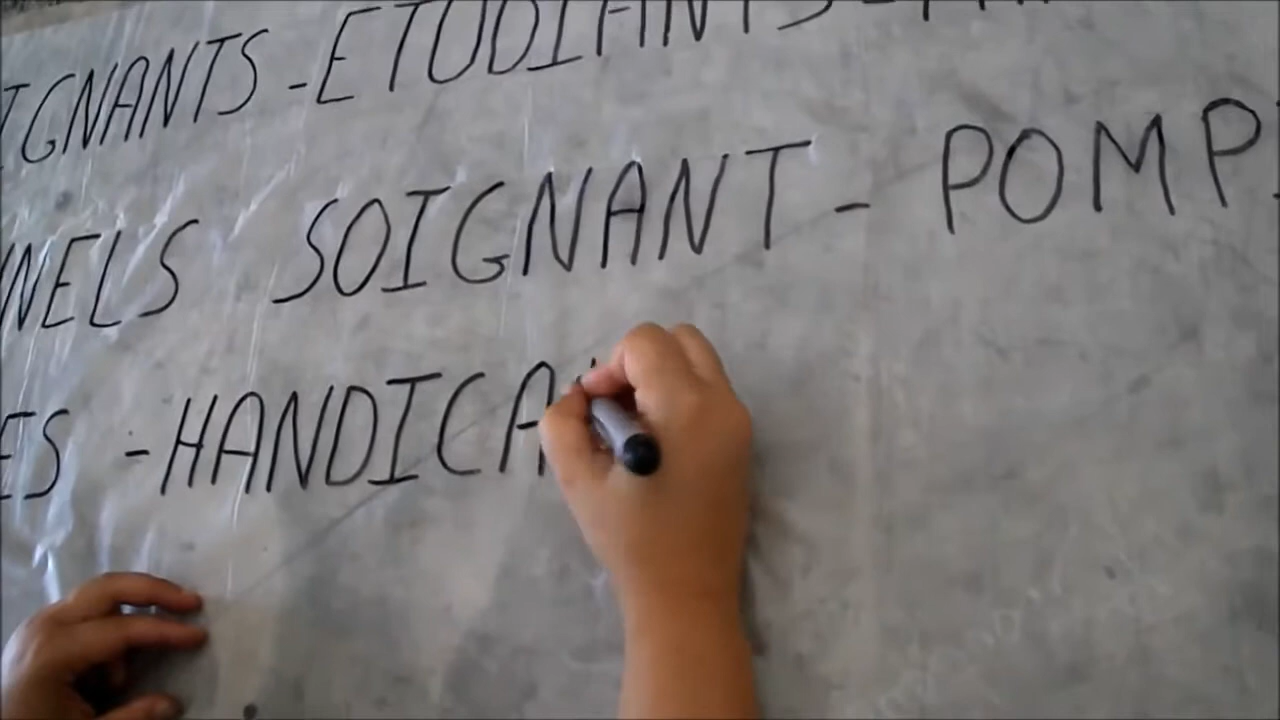 IGNANTS - ETUDIANTS -
NELS SOIGNANT - POMP
ES - HANDICA